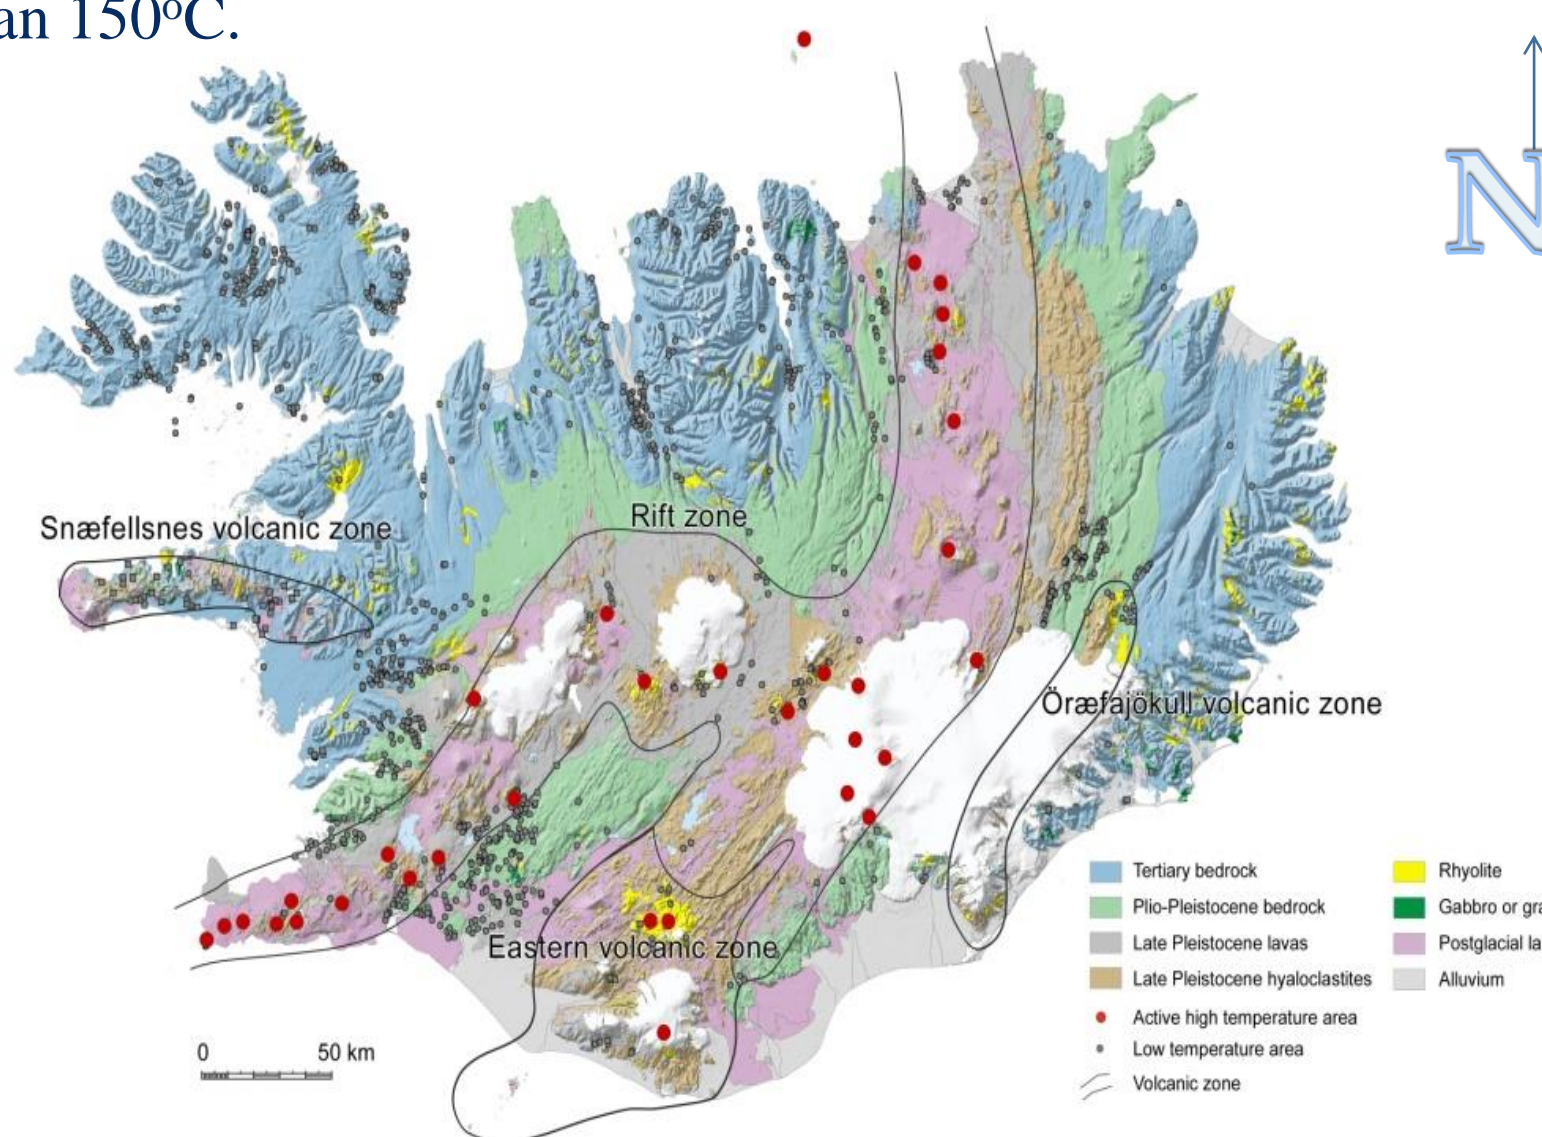 an 150°C.
N
Rift zone
Snæfellsnes volcanic zone
Öræfajökull volcanic zone
Eastern volcanic zone
Tertiary bedrock
Plio-Pleistocene bedrock
Late Pleistocene lavas
Late Pleistocene hyaloclastites
Active high temperature area
Low temperature area
Volcanic zone
Rhyolite
Gabbro or gra
Postglacial la
Alluvium
0 50 km